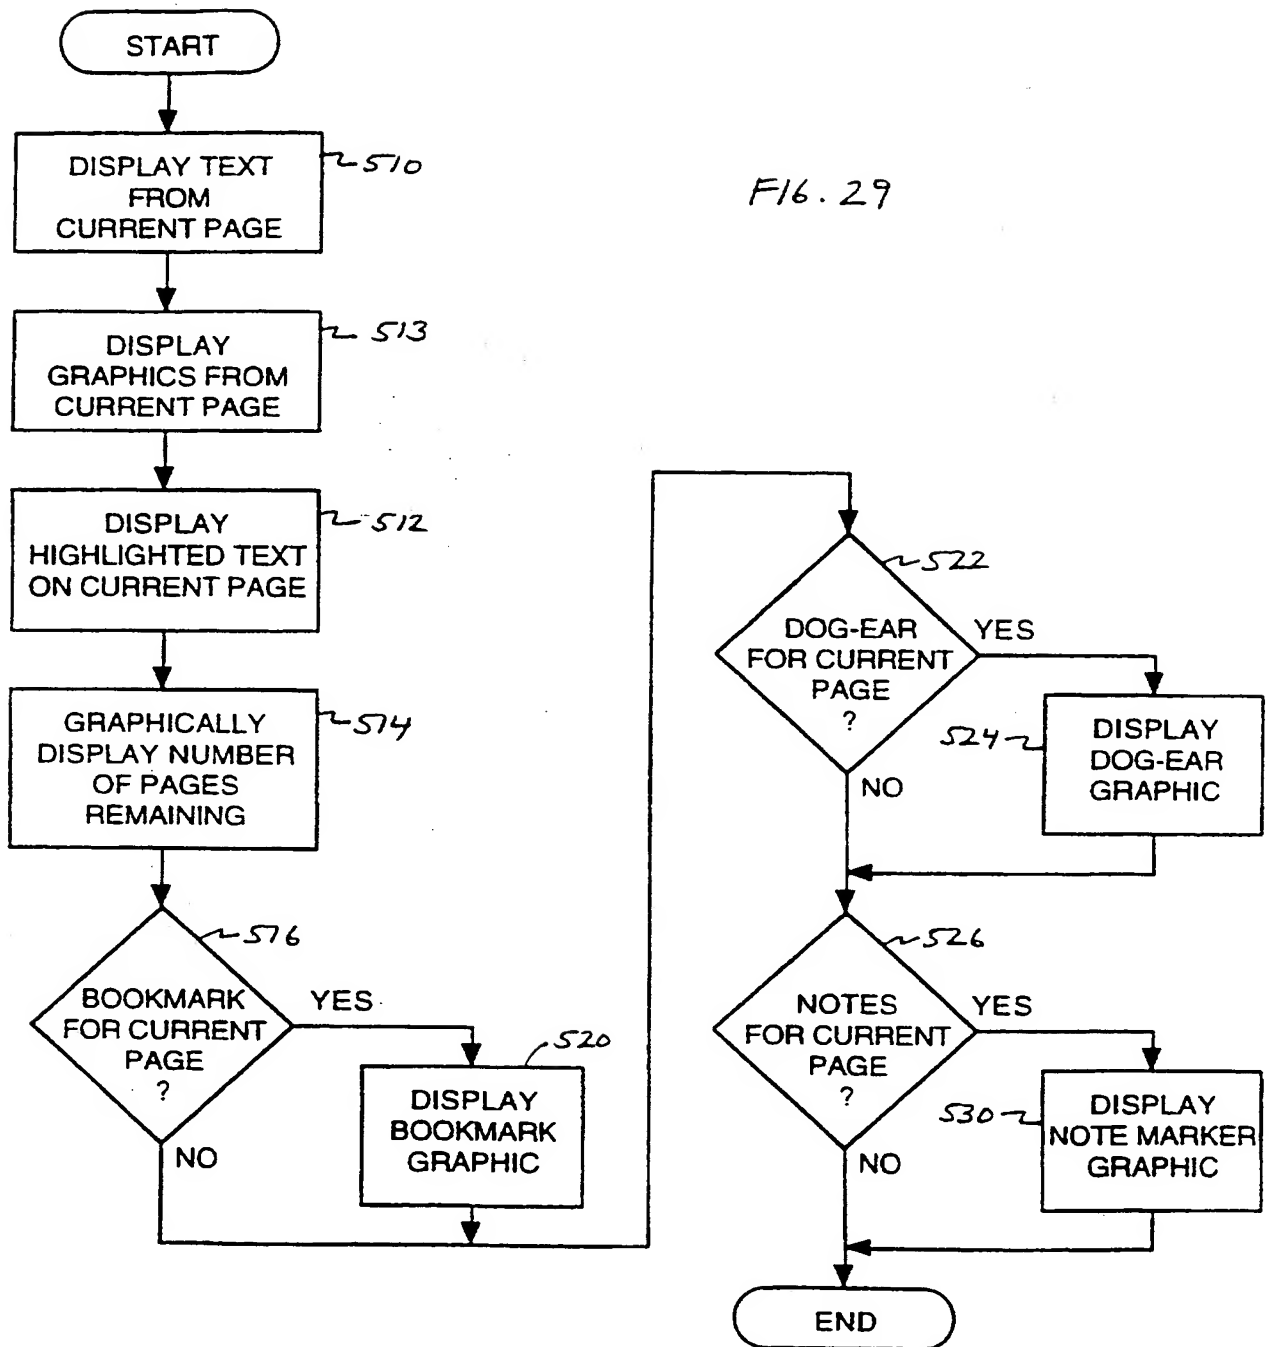 START
DISPLAY TEXT
FROM
CURRENT PAGE
510
FIG. 29
DISPLAY
GRAPHICS FROM
CURRENT PAGE
513
DISPLAY
HIGHLIGHTED TEXT
ON CURRENT PAGE
512
GRAPHICALLY
DISPLAY NUMBER
OF PAGES
REMAINING
514
BOOKMARK
FOR CURRENT
PAGE
?
516
YES
NO
DISPLAY
BOOKMARK
GRAPHIC
520
DOG-EAR
FOR CURRENT
PAGE
?
522
YES
NO
DISPLAY
DOG-EAR
GRAPHIC
524
NOTES
FOR CURRENT
PAGE
?
526
YES
NO
DISPLAY
NOTE MARKER
GRAPHIC
530
END